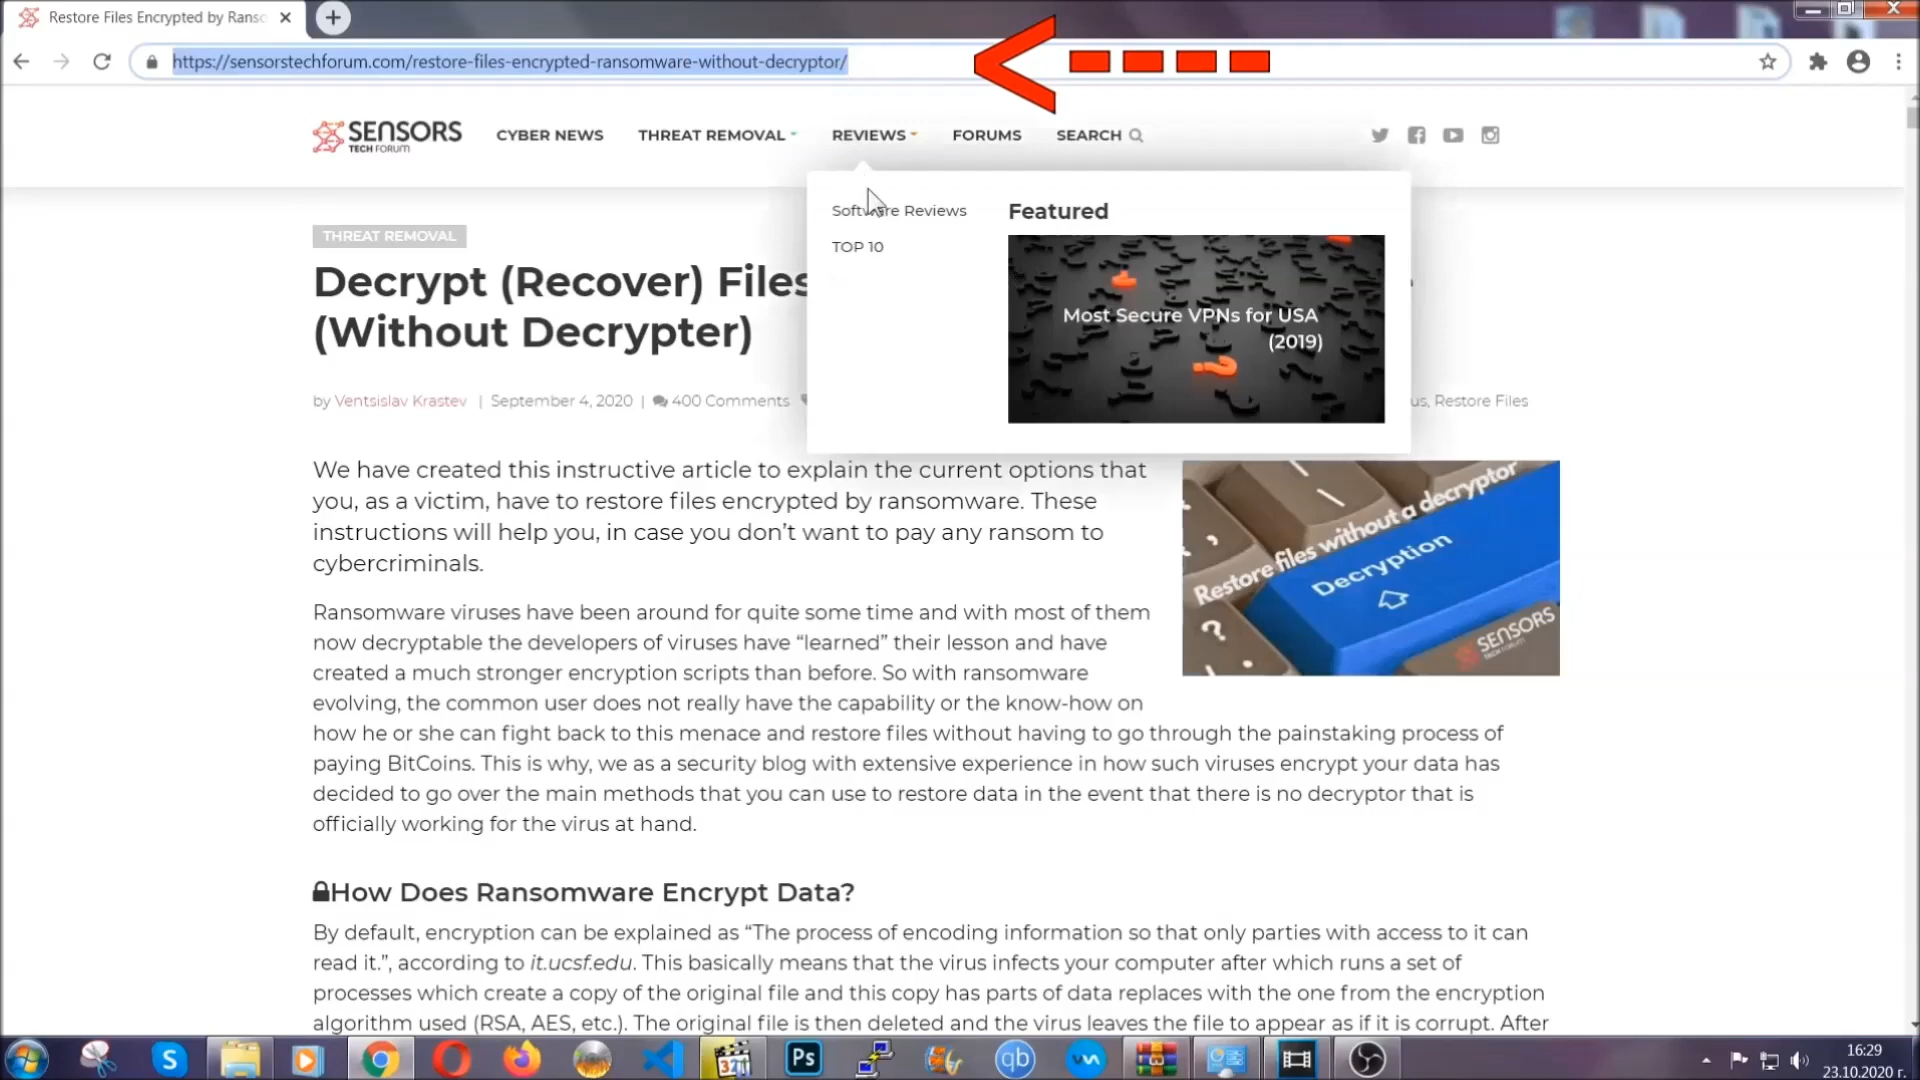 Restore Files Encrypted by Ranso
https://sensorstechforum.com/restore-files-encrypted-ransomware-without-decryptor/
SENSORS
TECH FORUM
CYBER NEWS
THREAT REMOVAL
REVIEWS
FORUMS
SEARCH
Software Reviews
TOP 10
Featured
Most Secure VPNs for USA
(2019)
THREAT REMOVAL
Decrypt (Recover) Files
(Without Decrypter)
by Ventsislav Krastev | September 4, 2020 | 400 Comments
us, Restore Files
We have created this instructive article to explain the current options that
you, as a victim, have to restore files encrypted by ransomware. These
instructions will help you, in case you don’t want to pay any ransom to
cybercriminals.
Restore files without a decryptor
Decryption
SENSORS
TECH FORUM
Ransomware viruses have been around for quite some time and with most of them
now decryptable the developers of viruses have “learned” their lesson and have
created a much stronger encryption scripts than before. So with ransomware
evolving, the common user does not really have the capability or the know-how on
how he or she can fight back to this menace and restore files without having to go through the painstaking process of
paying BitCoins. This is why, we as a security blog with extensive experience in how such viruses encrypt your data has
decided to go over the main methods that you can use to restore data in the event that there is no decryptor that is
officially working for the virus at hand.
How Does Ransomware Encrypt Data?
By default, encryption can be explained as “The process of encoding information so that only parties with access to it can
read it.”, according to it.ucsf.edu. This basically means that the virus infects your computer after which runs a set of
processes which create a copy of the original file and this copy has parts of data replaces with the one from the encryption
algorithm used (RSA, AES, etc.). The original file is then deleted and the virus leaves the file to appear as if it is corrupt. After
S
321
Ps
qb
16:29
23.10.2020 г.